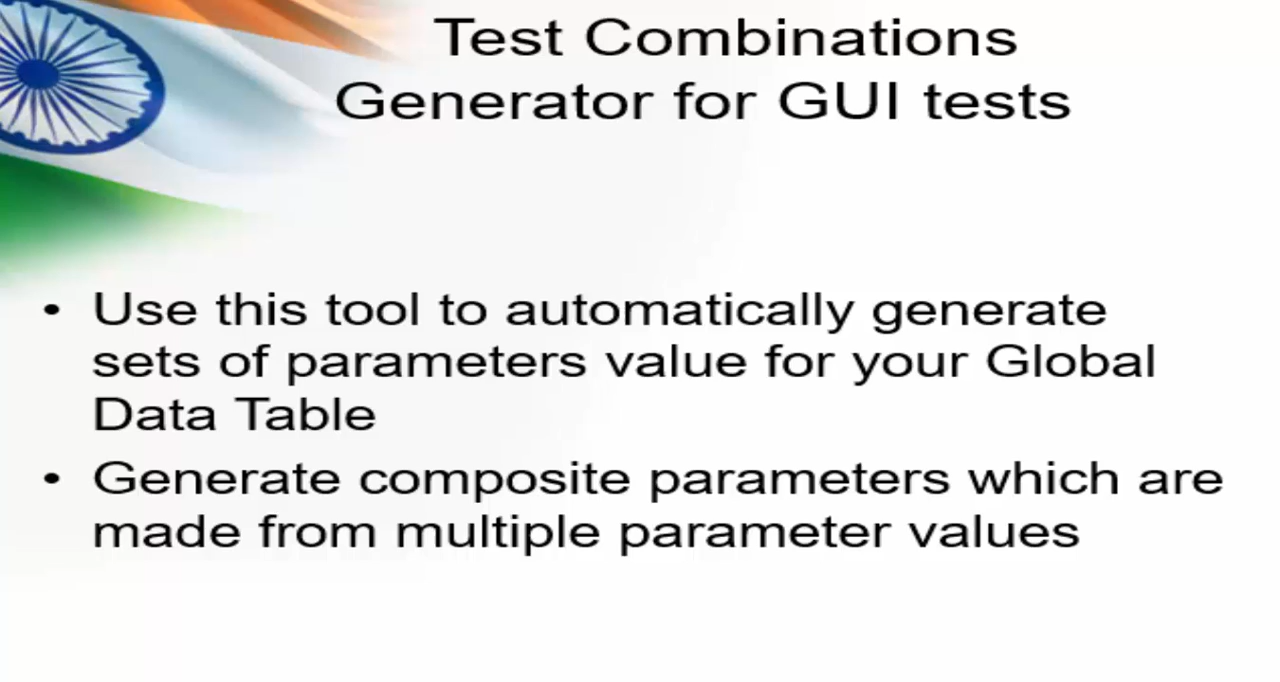 Test Combinations
Generator for GUI tests
• Use this tool to automatically generate
sets of parameters value for your Global
Data Table
• Generate composite parameters which are
made from multiple parameter values